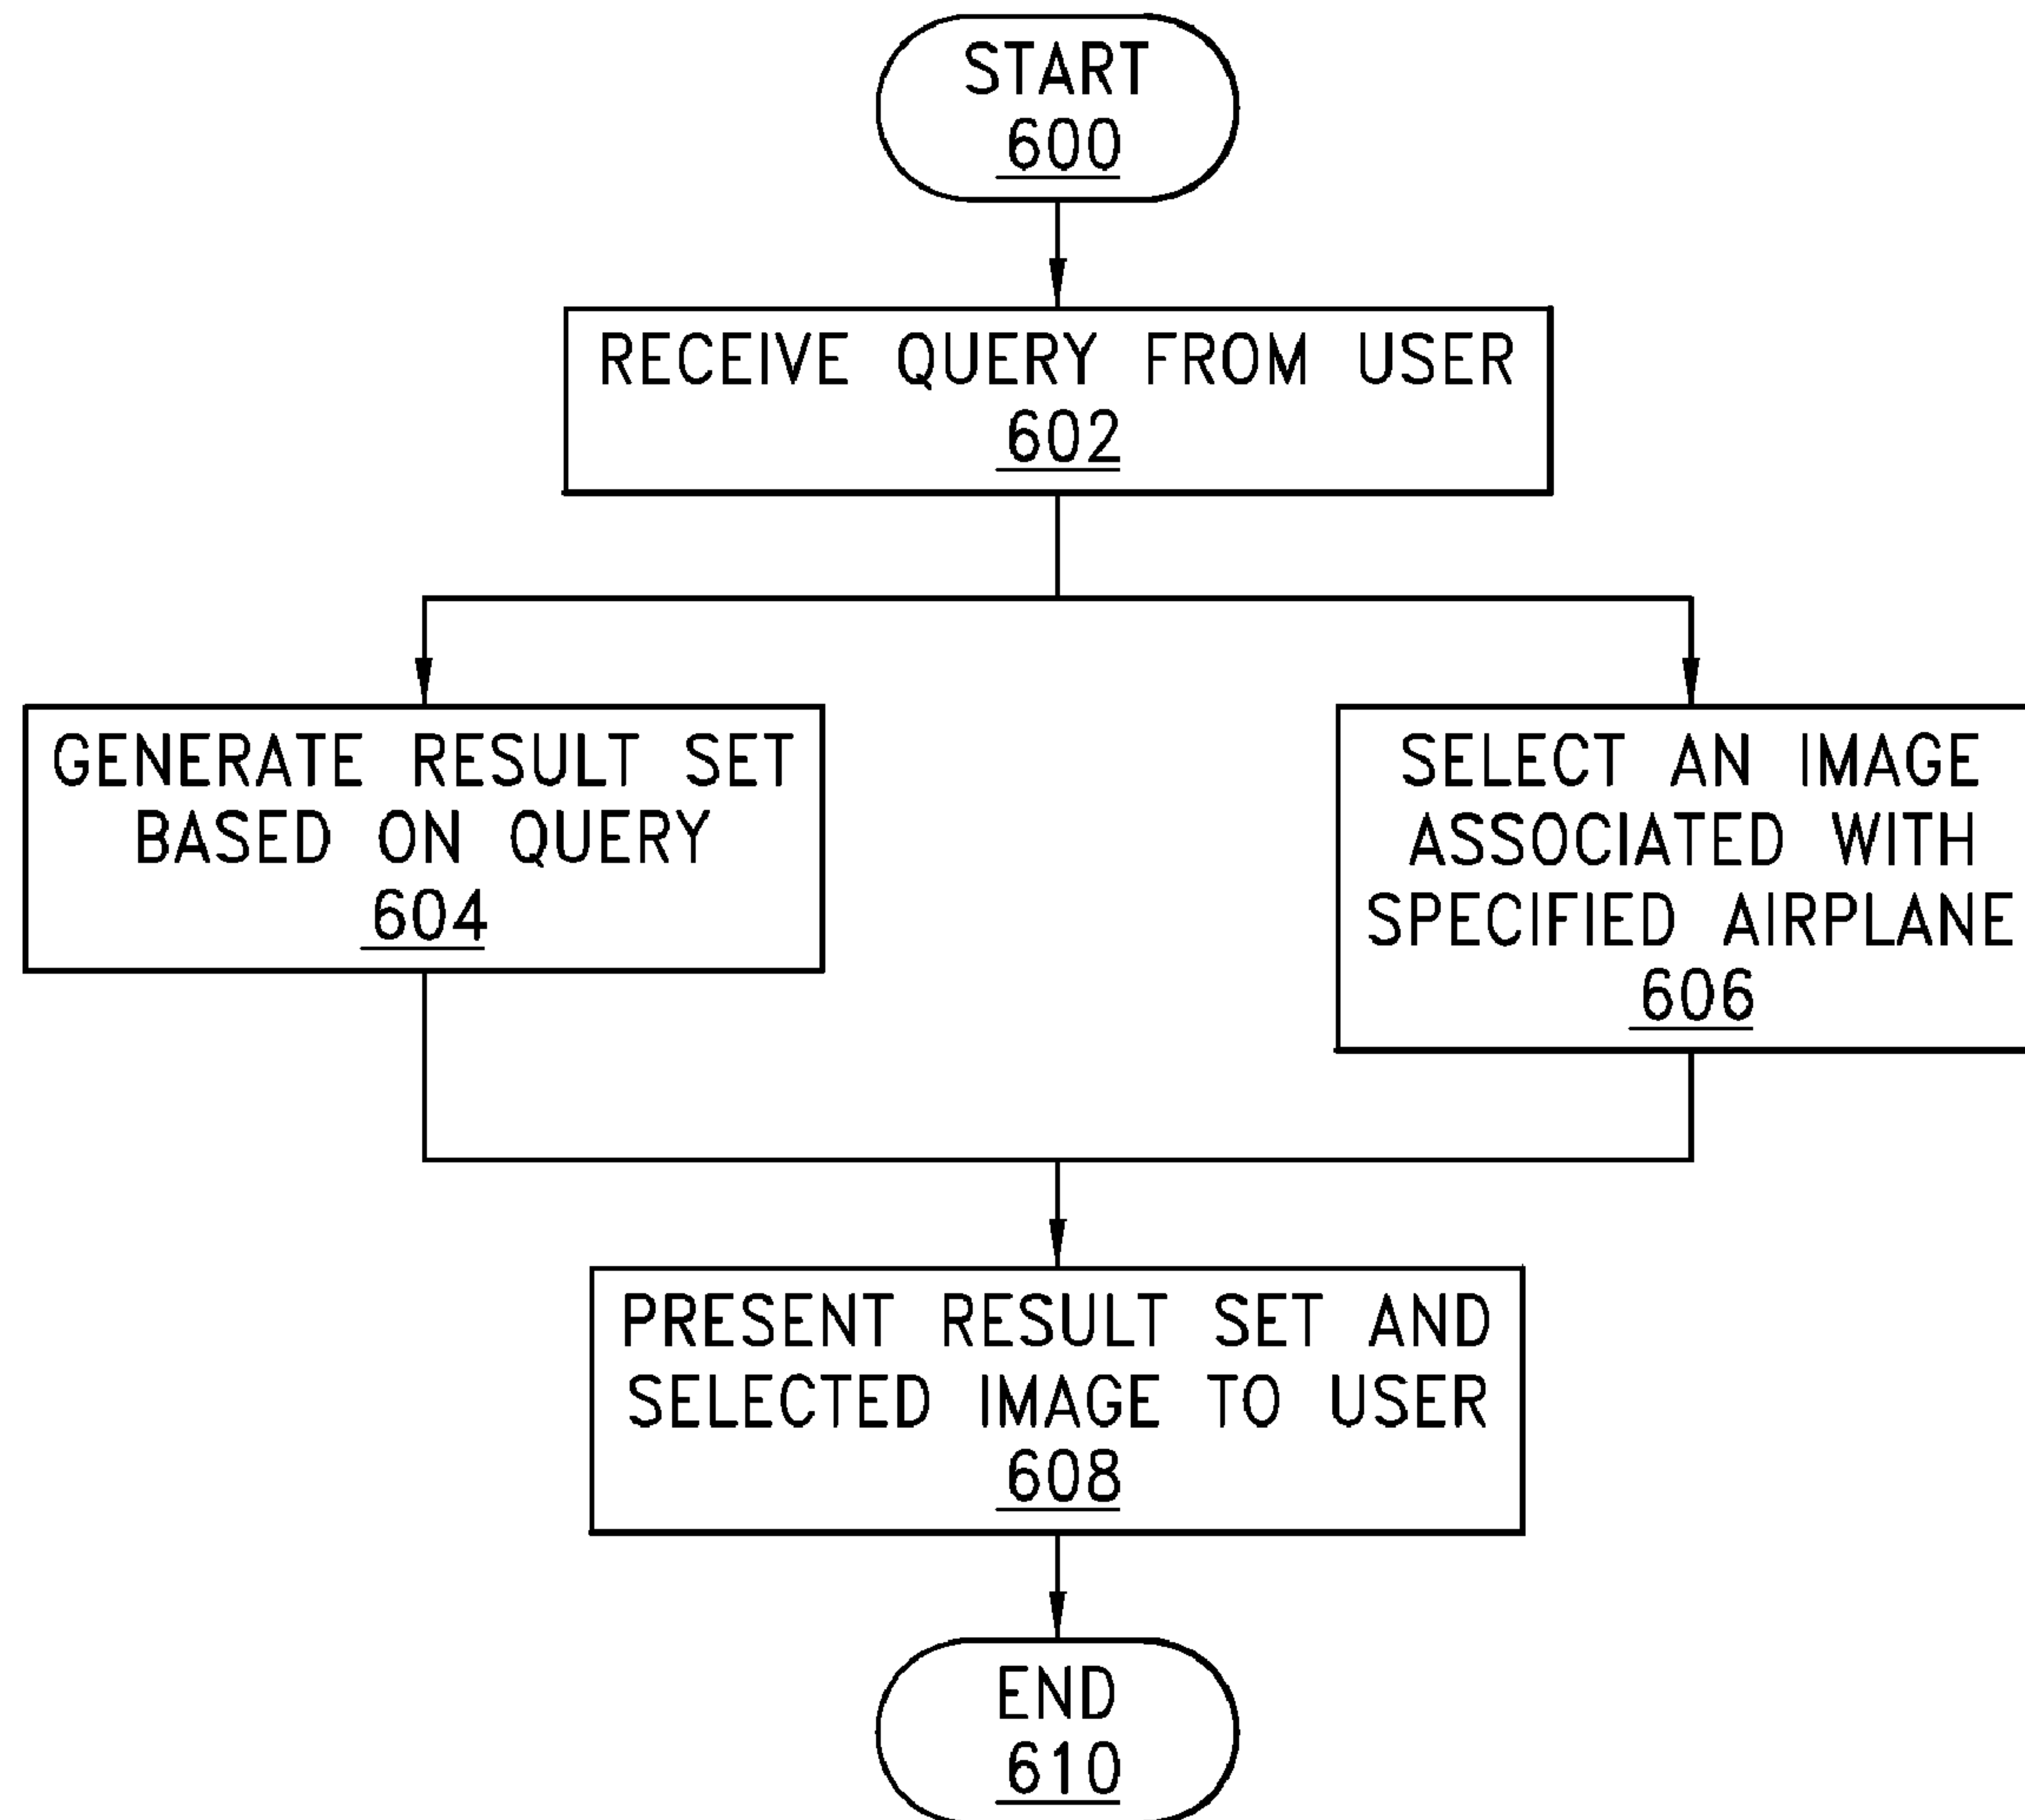 START
600
RECEIVE QUERY FROM USER
602
GENERATE RESULT SET
BASED ON QUERY
604
SELECT AN IMAGE
ASSOCIATED WITH
SPECIFIED AIRPLANE
606
PRESENT RESULT SET AND
SELECTED IMAGE TO USER
608
END
610